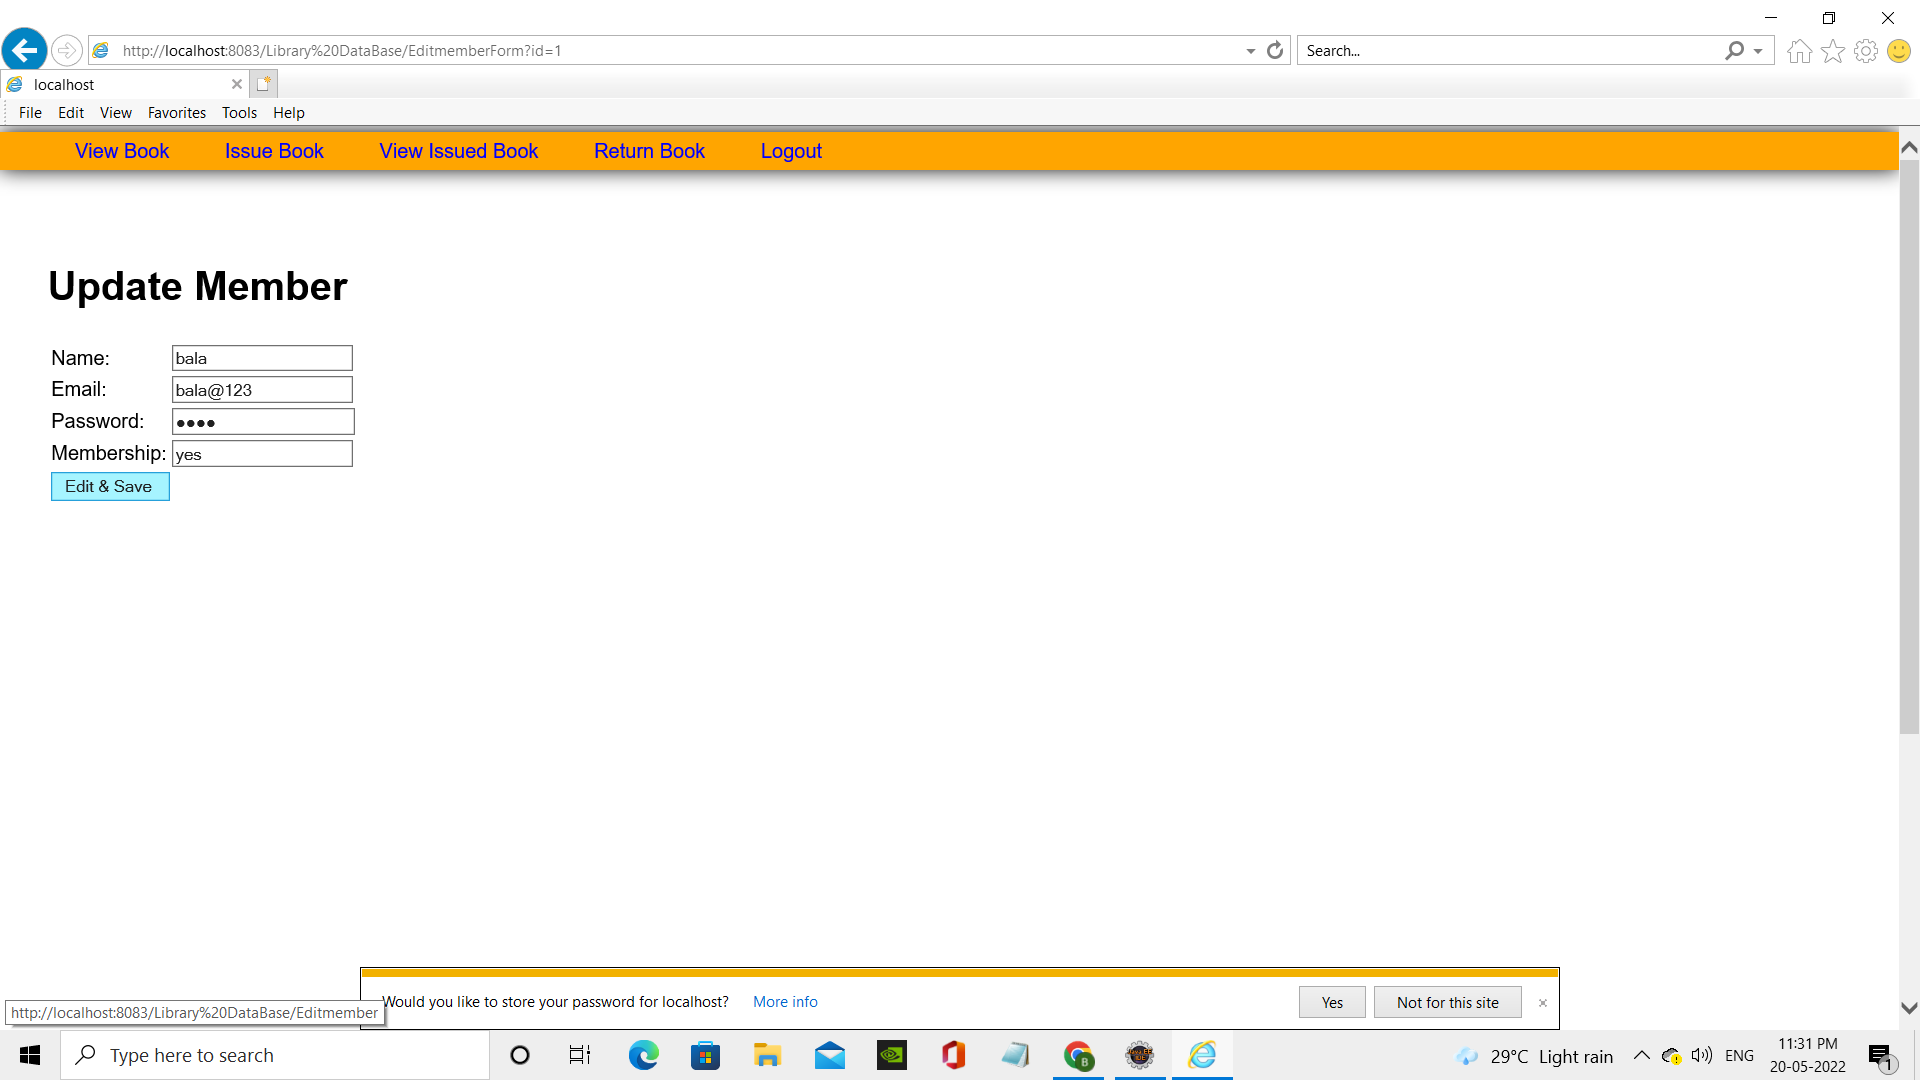 http://localhost:8083/Library%20DataBase/EditmemberForm?id=1
Search...
localhost
File Edit View Favorites Tools Help
View Book Issue Book View Issued Book Return Book Logout
Update Member
Name: bala
Email: bala@123
Password: ●●●●
Membership: yes
Edit & Save
Would you like to store your password for localhost? More info Yes Not for this site
http://localhost:8083/Library%20DataBase/Editmember
Type here to search
29°C Light rain
ENG
11:31 PM
20-05-2022
1